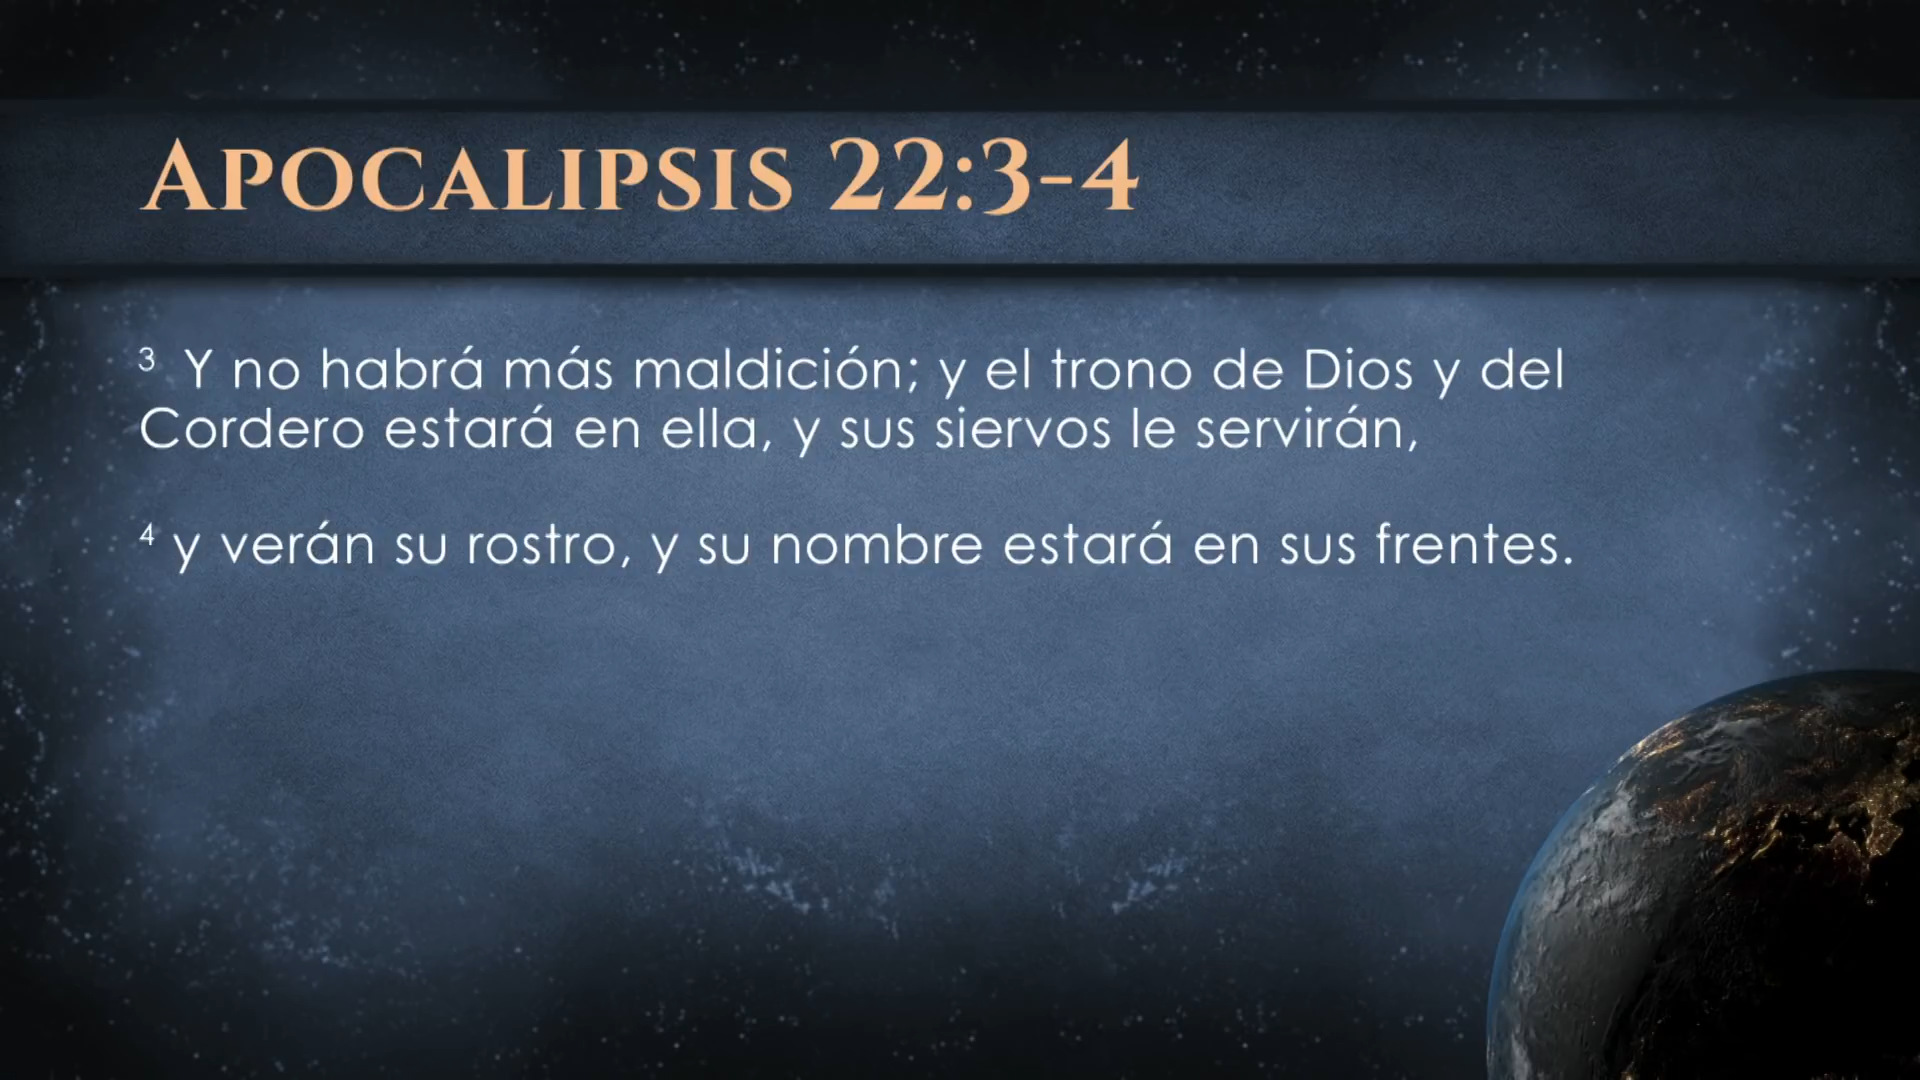 Apocalipsis 22:3-4
3 Y no habrá más maldición; y el trono de Dios y del
Cordero estará en ella, y sus siervos le servirán,
4 y verán su rostro, y su nombre estará en sus frentes.